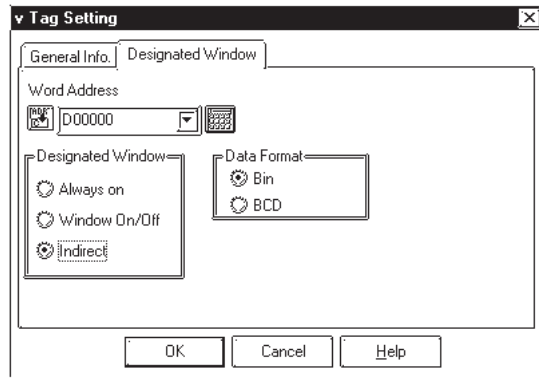 v Tag Setting
General Info.
Designated Window
Word Address
D00000
Designated Window
Always on
Window On/Off
Indirect
Data Format
Bin
BCD
OK
Cancel
Help